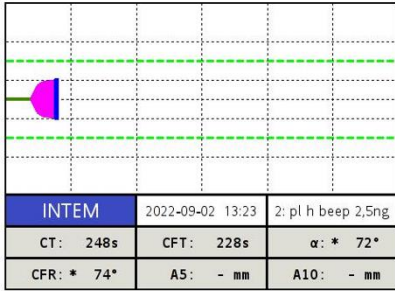 INTEM 2022-09-02 13:23 2: pl h beep 2,5ng
CT: 248s CFT: 228s α: * 72°
CFR: * 74° A5: - mm A10: - mm